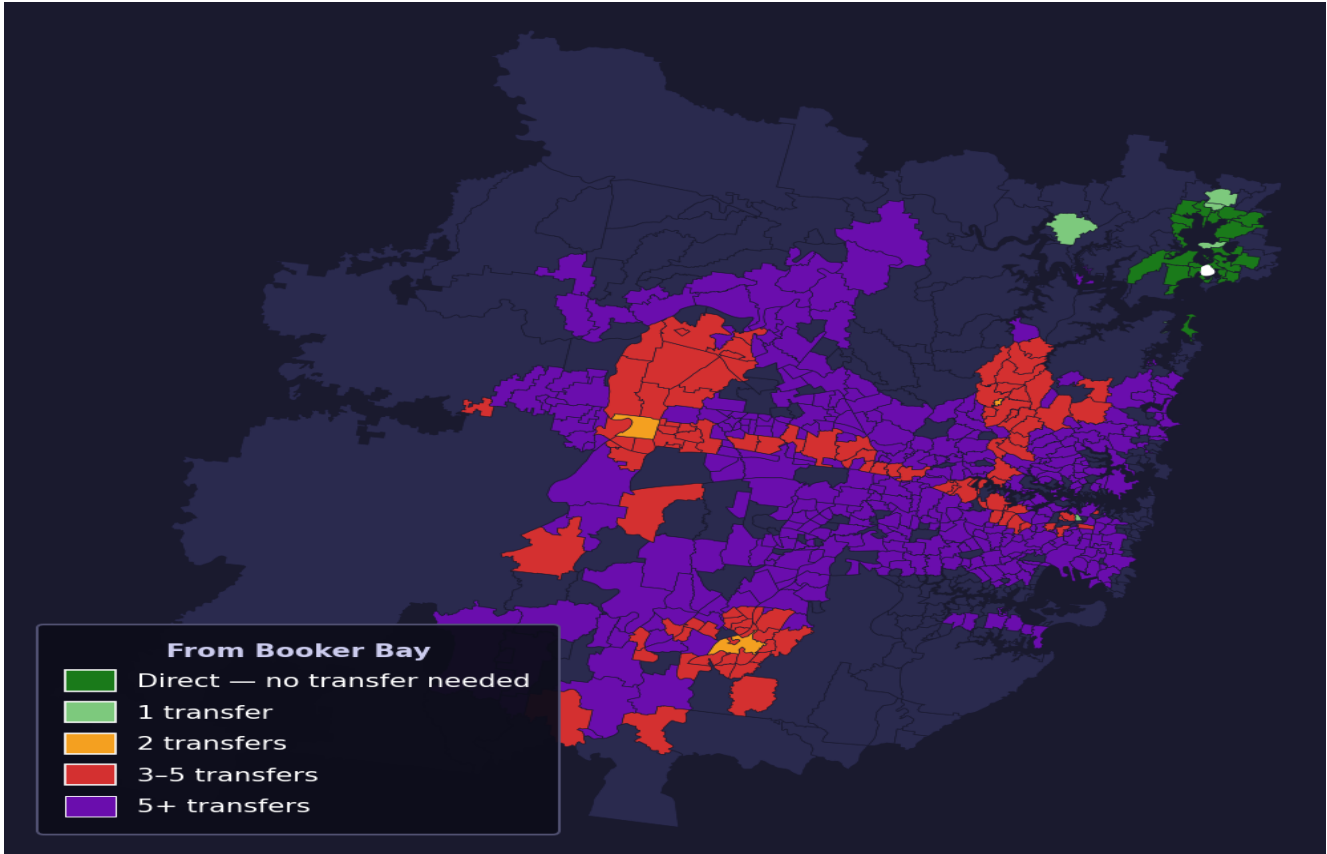 From Booker Bay
Direct — no transfer needed
1 transfer
2 transfers
3–5 transfers
5+ transfers